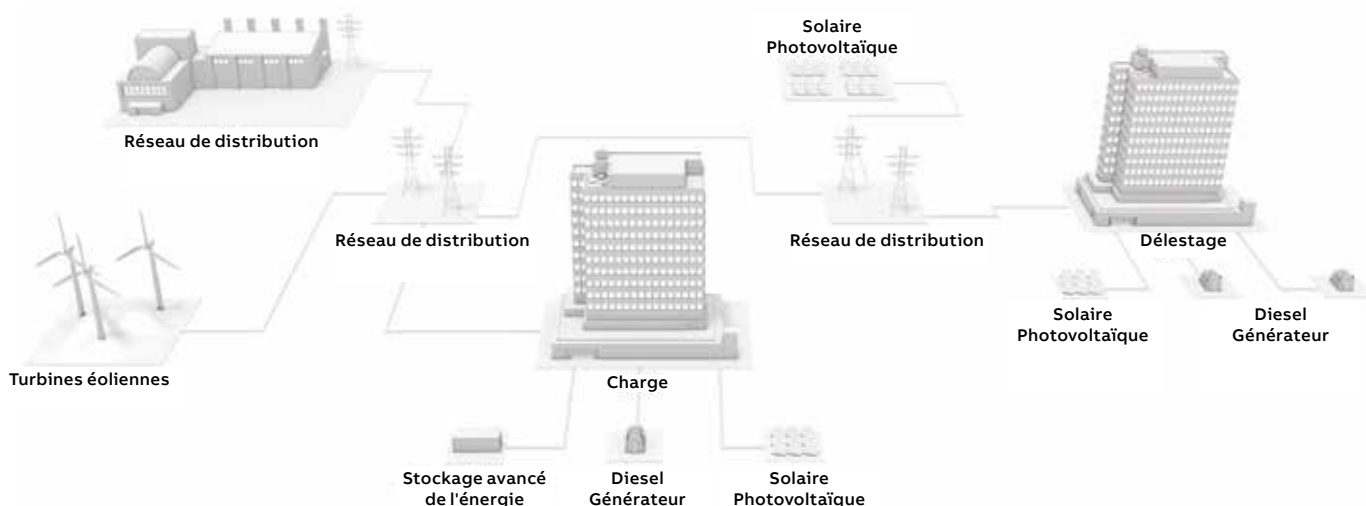 Solaire
Photovoltaïque
Réseau de distribution
Réseau de distribution
Réseau de distribution
Délestage
Solaire
Photovoltaïque
Diesel
Générateur
Turbines éoliennes
Charge
Stockage avancé
de l'énergie
Diesel
Générateur
Solaire
Photovoltaïque